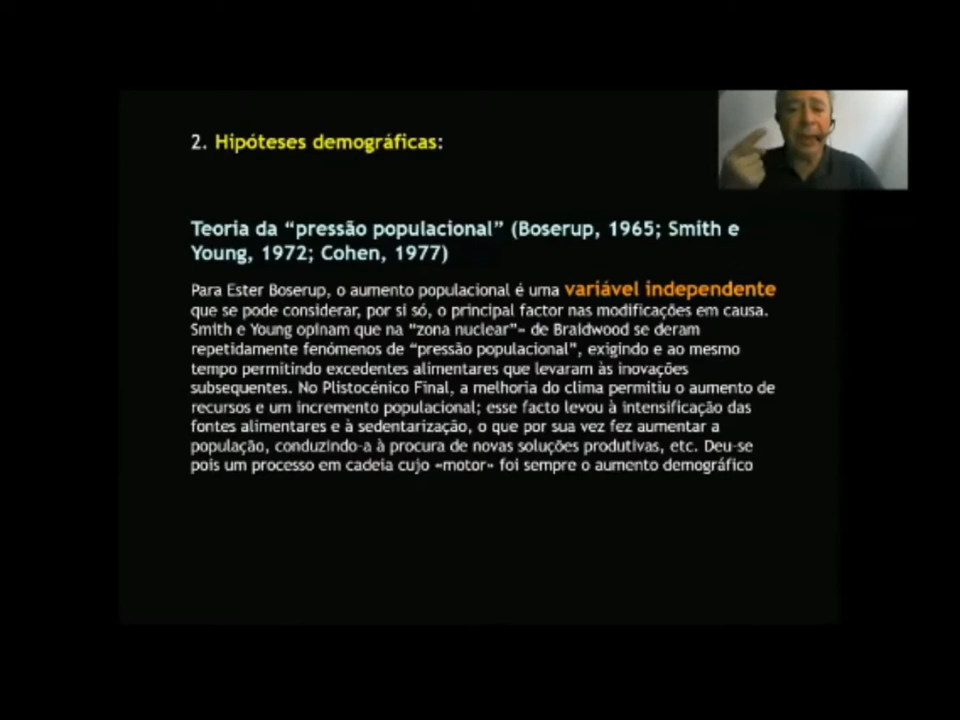 2. Hipóteses demográficas:
Teoria da “pressão populacional” (Boserup, 1965; Smith e
Young, 1972; Cohen, 1977)
Para Ester Boserup, o aumento populacional é uma variável independente
que se pode considerar, por si só, o principal factor nas modificações em causa.
Smith e Young opinam que na “zona nuclear”» de Braidwood se deram
repetidamente fenómenos de “pressão populacional”, exigindo e ao mesmo
tempo permitindo excedentes alimentares que levaram às inovações
subsequentes. No Plistocénico Final, a melhoria do clima permitiu o aumento de
recursos e um incremento populacional; esse facto levou à intensificação das
fontes alimentares e à sedentarização, o que por sua vez fez aumentar a
população, conduzindo-a à procura de novas soluções produtivas, etc. Deu-se
pois um processo em cadeia cujo «motor» foi sempre o aumento demográfico